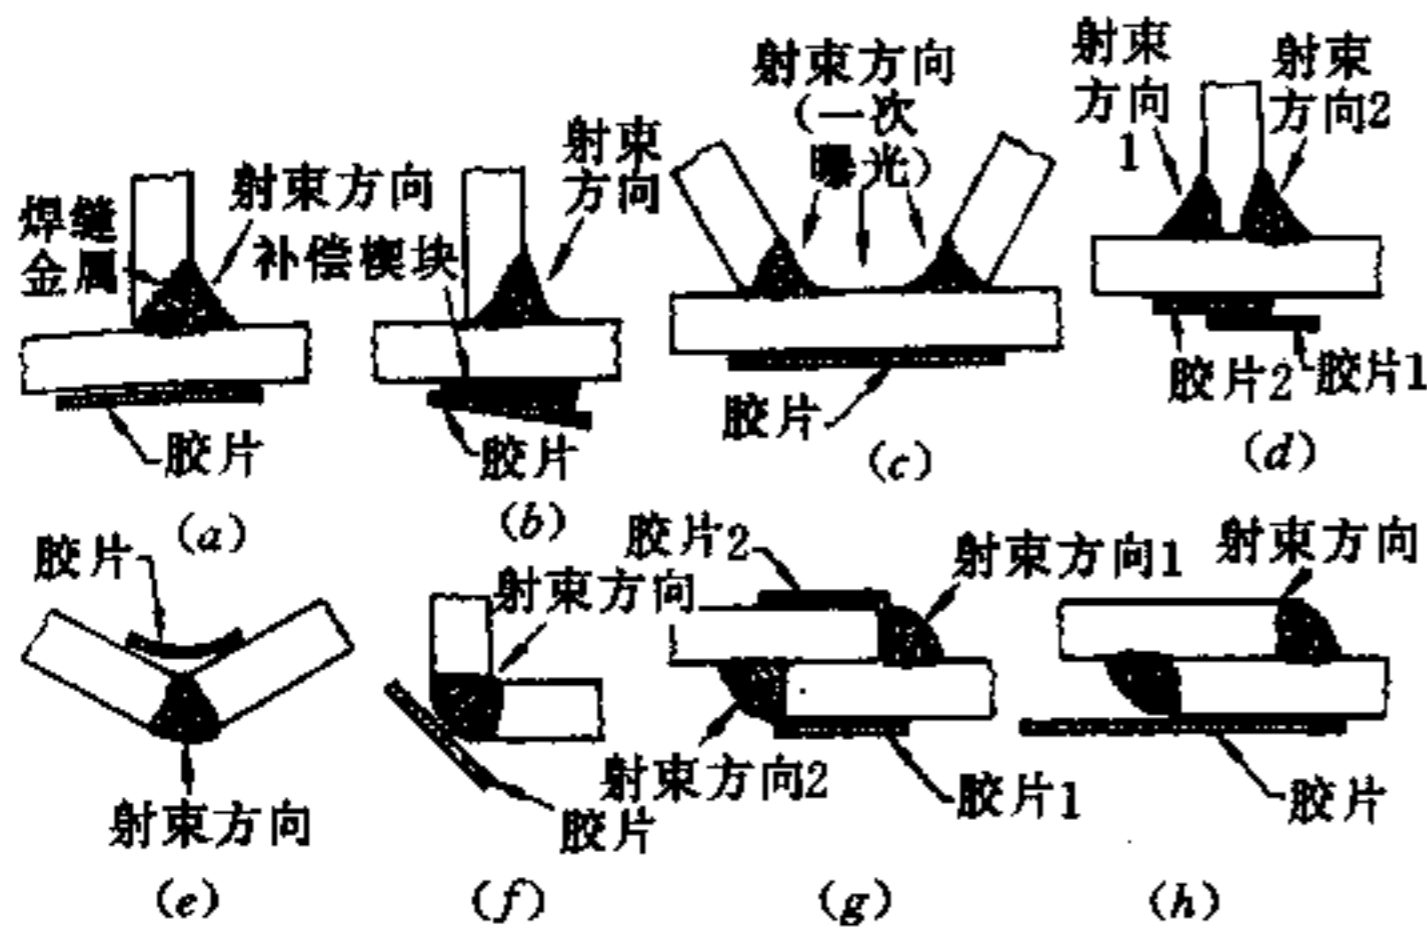 焊缝
金属
射束方向
胶片
(a)
射束
方向
补偿楔块
胶片
(b)
射束方向
(一次
曝光)
胶片
(c)
射束
方向
1
射束
方向2
胶片2
胶片1
(d)
胶片
射束方向
(e)
射束方向
胶片
(f)
胶片2
射束方向1
射束方向2
胶片1
(g)
射束方向
胶片
(h)